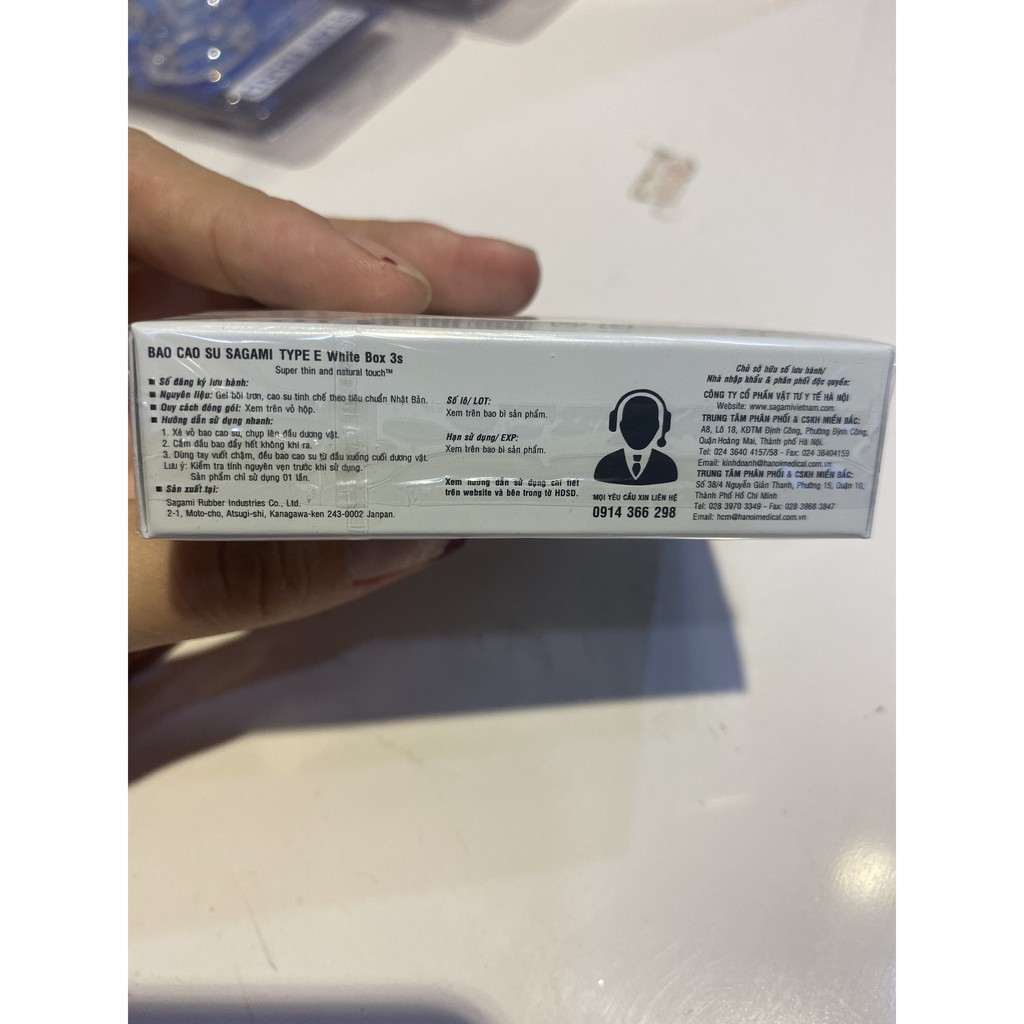 BAO CAO SU SAGAMI TYPE E White Box 3s
Super thin and natural touch™
■ Số đăng ký lưu hành:
■ Nguyên liệu: Gel bôi trơn, cao su tinh chế theo tiêu chuẩn Nhật Bản.
■ Quy cách đóng gói: Xem trên vỏ hộp.
■ Hướng dẫn sử dụng nhanh:
1. Xé vỏ bao cao su, chụp lên đầu dương vật.
2. Cầm đầu bao đẩy hết không khí ra.
3. Dùng tay vuốt chậm, đều bao cao su từ đầu xuống cuối dương vật.
Lưu ý: Kiểm tra tính nguyên vẹn trước khi sử dụng.
Sản phẩm chỉ sử dụng 01 lần.
■ Sản xuất tại:
Sagami Rubber Industries Co., Ltd.
2-1, Moto-cho, Atsugi-shi, Kanagawa-ken 243-0002 Janpan.
Số lô/ LOT:
Xem trên bao bì sản phẩm.
Hạn sử dụng/ EXP:
Xem trên bao bì sản phẩm.
Xem hướng dẫn sử dụng chi tiết
trên website và bên trong tờ HDSD.
MỌI YÊU CẦU XIN LIÊN HỆ
0914 366 298
Chủ sở hữu số lưu hành/
Nhà nhập khẩu & phân phối độc quyền:
CÔNG TY CỔ PHẦN VẬT TƯ Y TẾ HÀ NỘI
Website: www.sagamivietnam.com
TRUNG TÂM PHÂN PHỐI & CSKH MIỀN BẮC:
A8, Lô 18, KĐTM Định Công, Phường Định Công,
Quận Hoàng Mai, Thành phố Hà Nội.
Tel: 024 3640 4157/58 - Fax: 024 36404159
Email: kinhdoanh@hanoimedical.com.vn
TRUNG TÂM PHÂN PHỐI & CSKH MIỀN BẮC:
Số 38/4 Nguyễn Giản Thanh, Phường 15, Quận 10,
Thành Phố Hồ Chí Minh
Tel: 028 3970 3349 - Fax: 028 3968 3847
Email: hcm@hanoimedical.com.vn